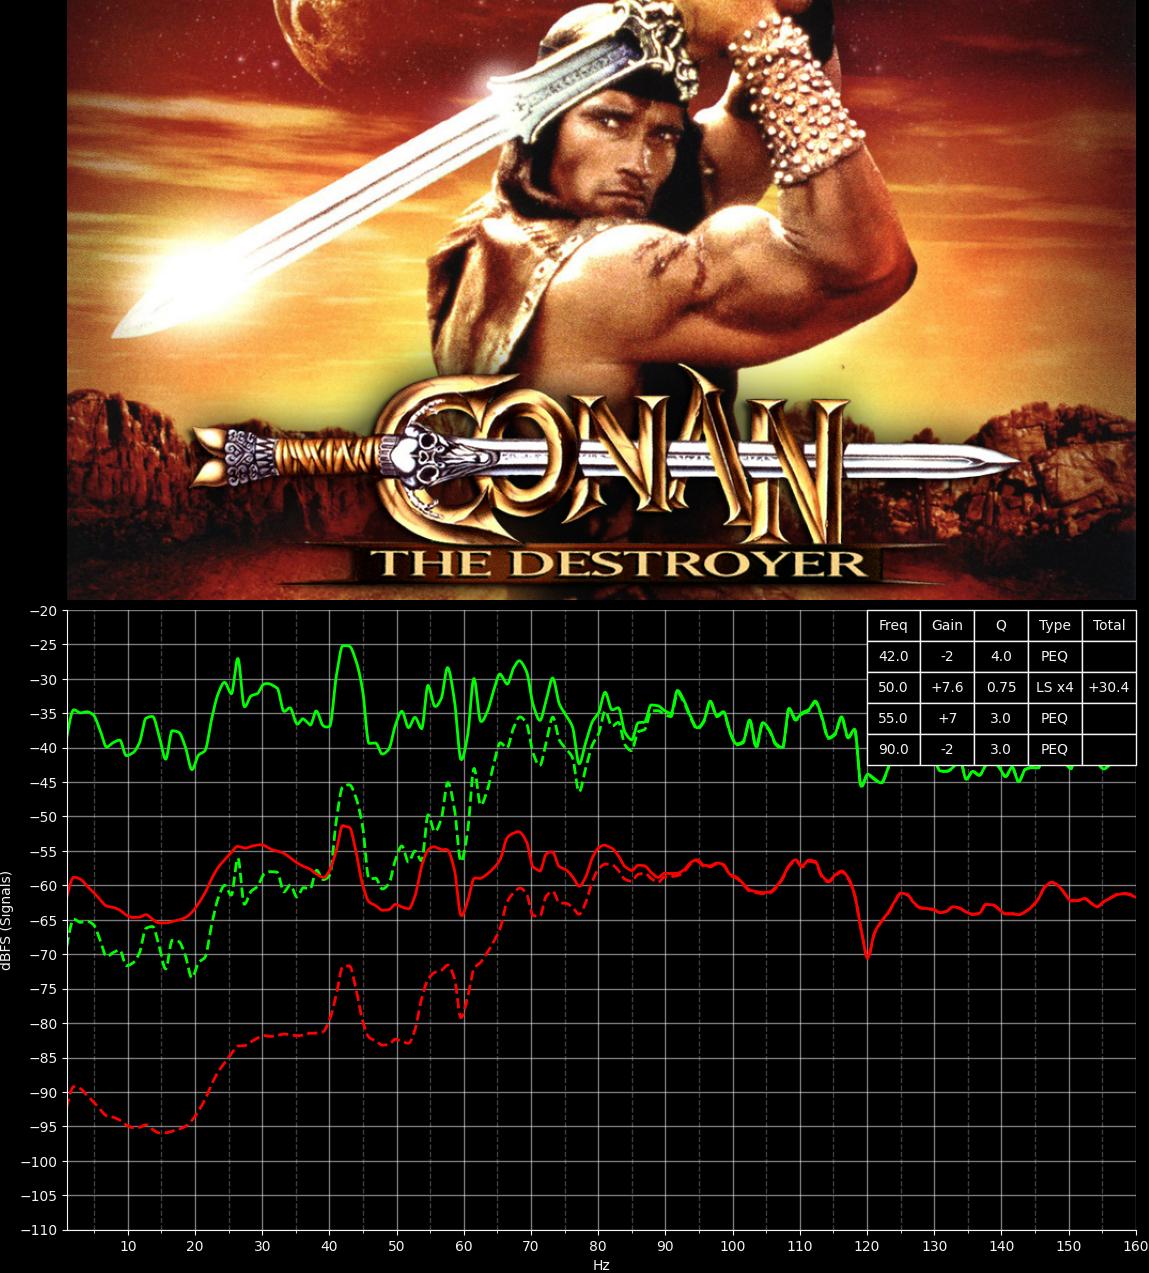 CONAN
THE DESTROYER
Freq Gain Q Type Total
42.0 -2 4.0 PEQ
50.0 +7.6 0.75 LS x4 +30.4
55.0 +7 3.0 PEQ
90.0 -2 3.0 PEQ
−20
−25
−30
−35
−40
−45
−50
−55
−60
−65
−70
−75
−80
−85
−90
−95
−100
−105
−110
dBFS (Signals)
10 20 30 40 50 60 70 80 90 100 110 120 130 140 150 160
Hz